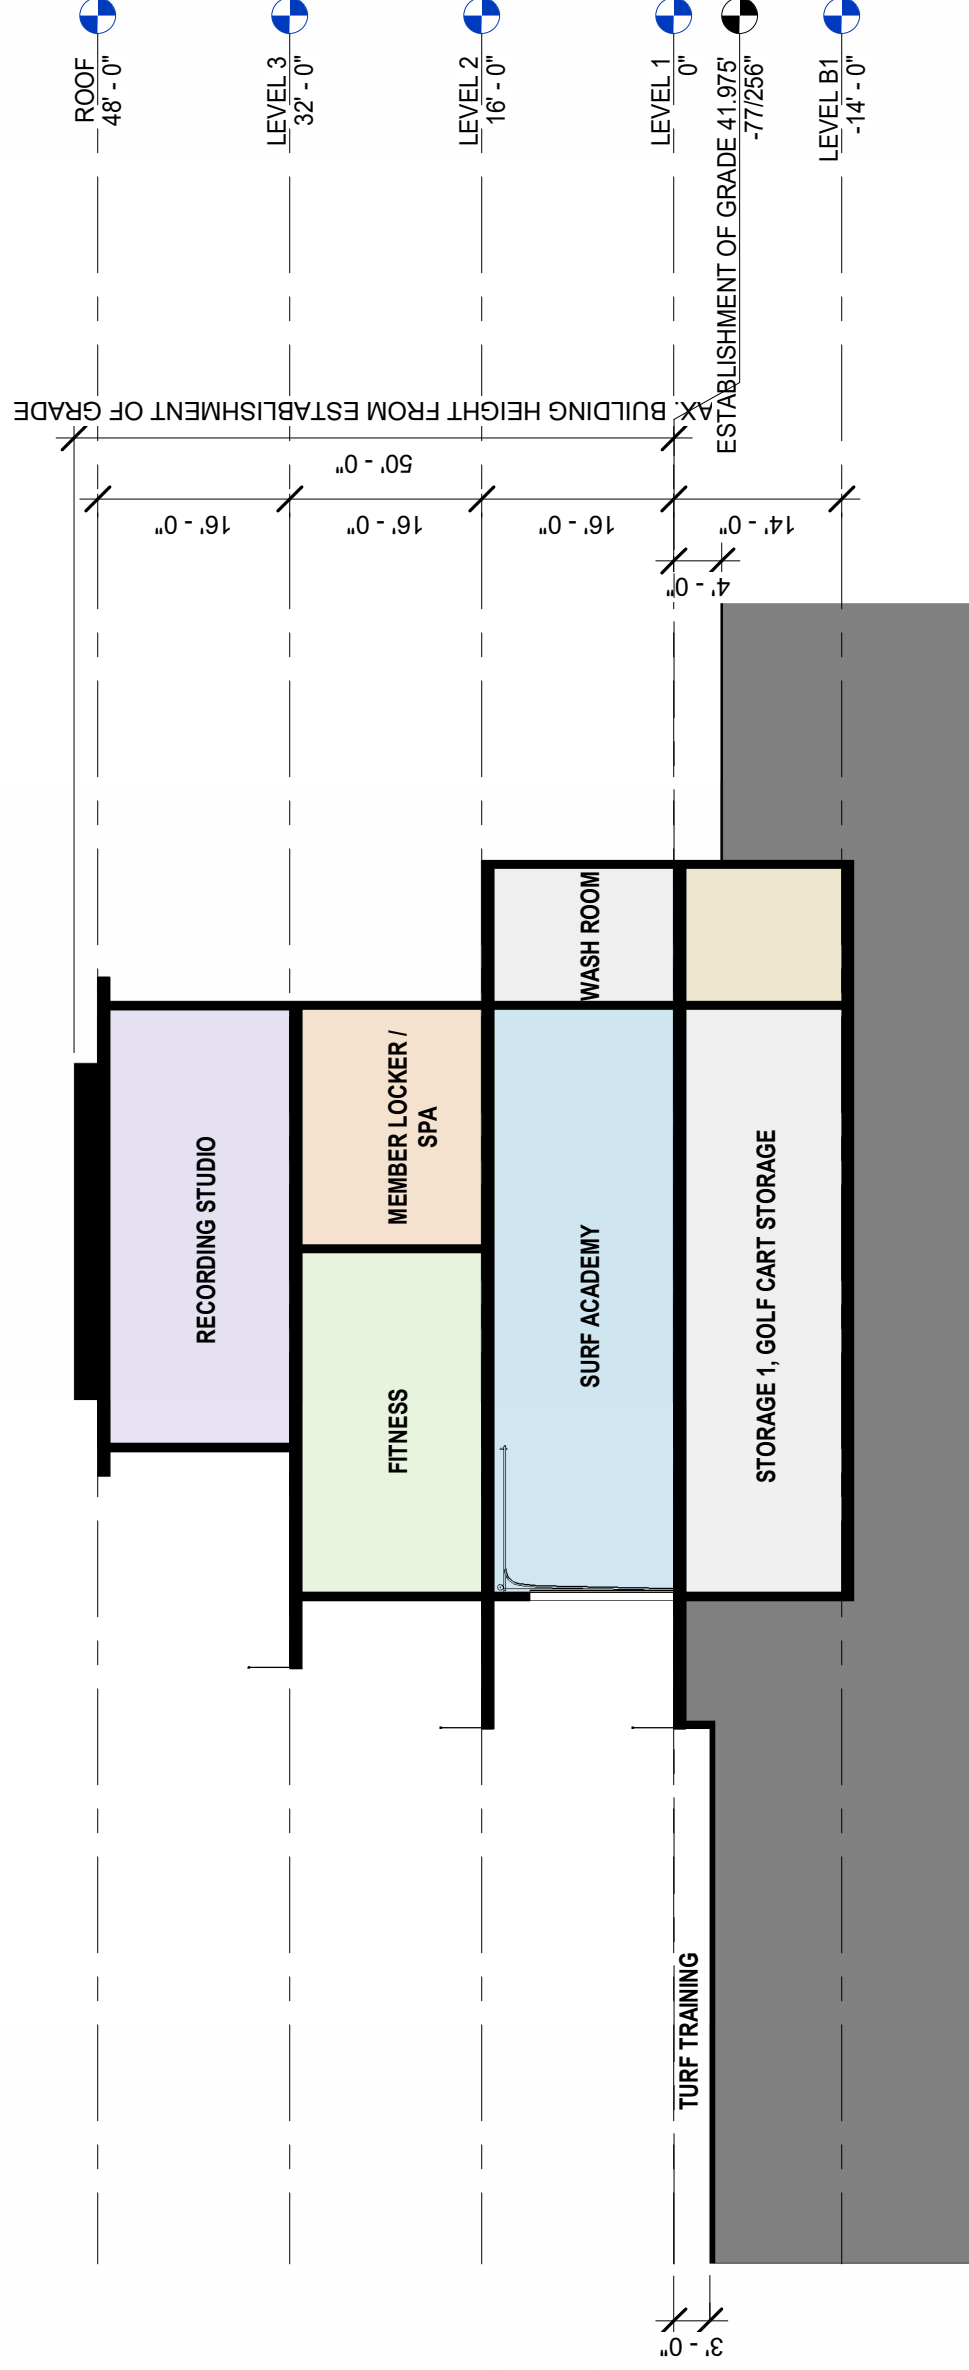 ROOF
48' - 0"
LEVEL 3
32' - 0"
LEVEL 2
16' - 0"
LEVEL 1
0"
ESTABLISHMENT OF GRADE 41.975'
-77/256"
LEVEL B1
-14' - 0"
AX. BUILDING HEIGHT FROM ESTABLISHMENT OF GRADE
50' - 0"
16' - 0"
16' - 0"
16' - 0"
14' - 0"
4' - 0"
WASH ROOM
RECORDING STUDIO
MEMBER LOCKER /
SPA
FITNESS
SURF ACADEMY
STORAGE 1, GOLF CART STORAGE
TURF TRAINING
3' - 0"